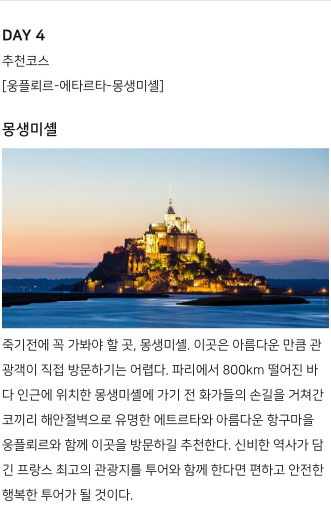 DAY 4
추천코스
[옹플뢰르-에타르타-몽생미셸]
몽생미셸
죽기전에 꼭 가봐야 할 곳, 몽생미셸. 이곳은 아름다운 만큼 관
광객이 직접 방문하기는 어렵다. 파리에서 800km 떨어진 바
다 인근에 위치한 몽생미셸에 가기 전 화가들의 손길을 거쳐간
코끼리 해안절벽으로 유명한 에트르타와 아름다운 항구마을
옹플뢰르와 함께 이곳을 방문하길 추천한다. 신비한 역사가 담
긴 프랑스 최고의 관광지를 투어와 함께 한다면 편하고 안전한
행복한 투어가 될 것이다.